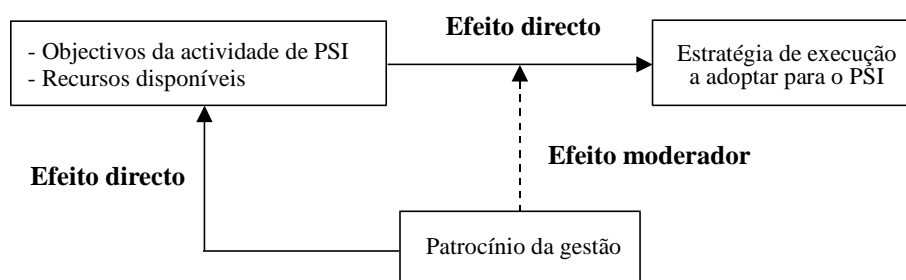 Efeito directo
- Objectivos da actividade de PSI
- Recursos disponíveis
Estratégia de execução
a adoptar para o PSI
Efeito moderador
Efeito directo
Patrocínio da gestão